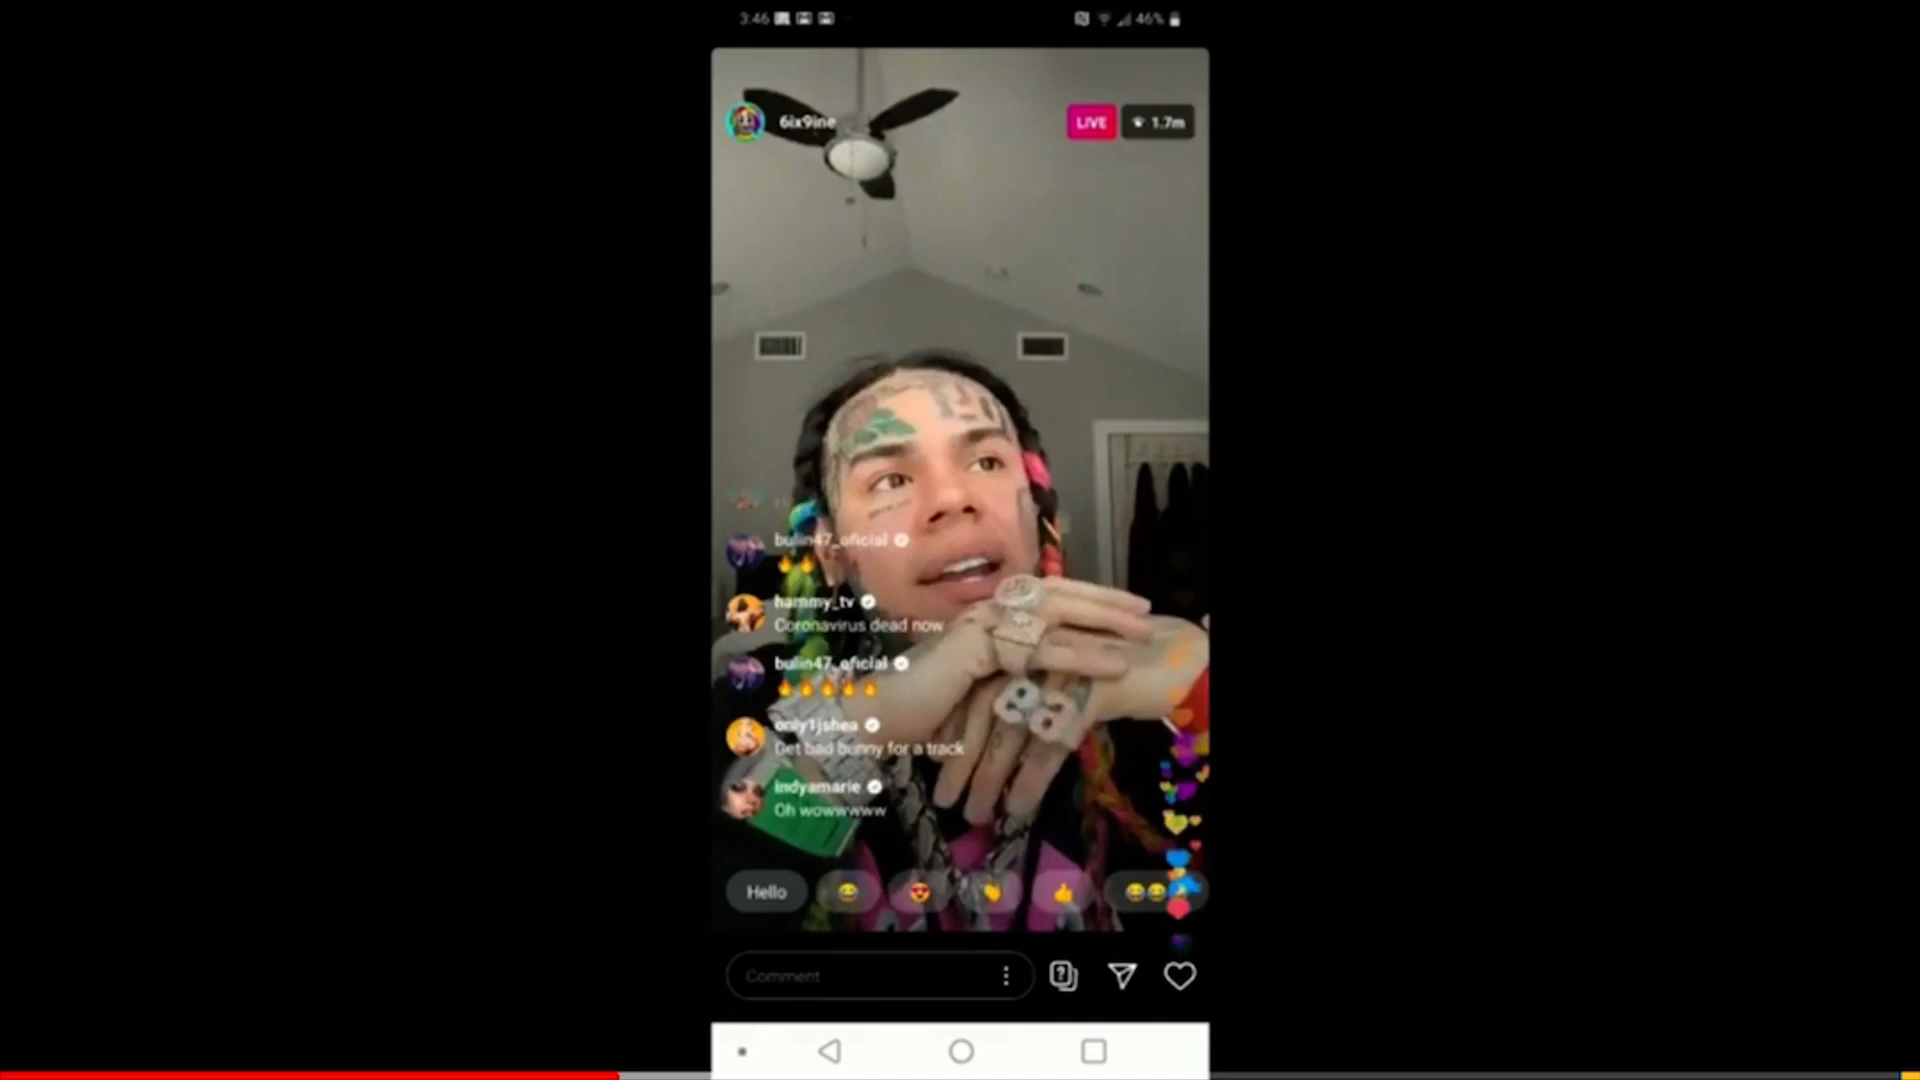 3:46
46%
6ix9ine
LIVE
1.7m
bulin47_oficial
hammy_tv
Coronavirus dead now
bulin47_oficial
only1jshea
Get bad bunny for a track
indyamarie
Oh wowwwww
Hello
Comment